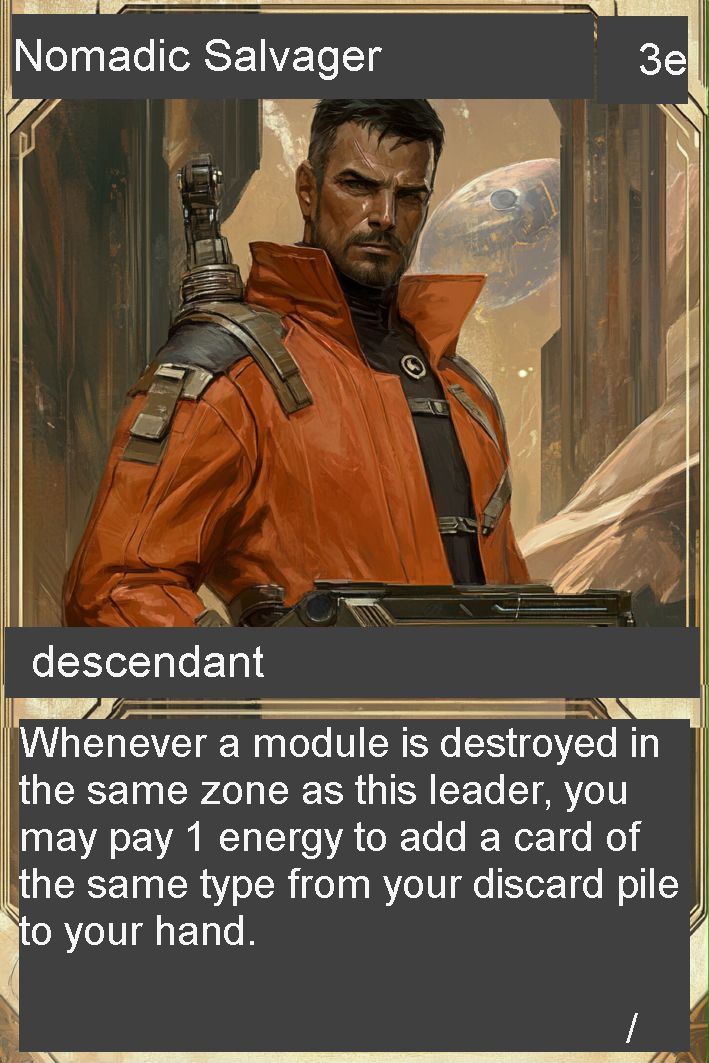 Nomadic Salvager
3e
descendant
Whenever a module is destroyed in
the same zone as this leader, you
may pay 1 energy to add a card of
the same type from your discard pile
to your hand.
/